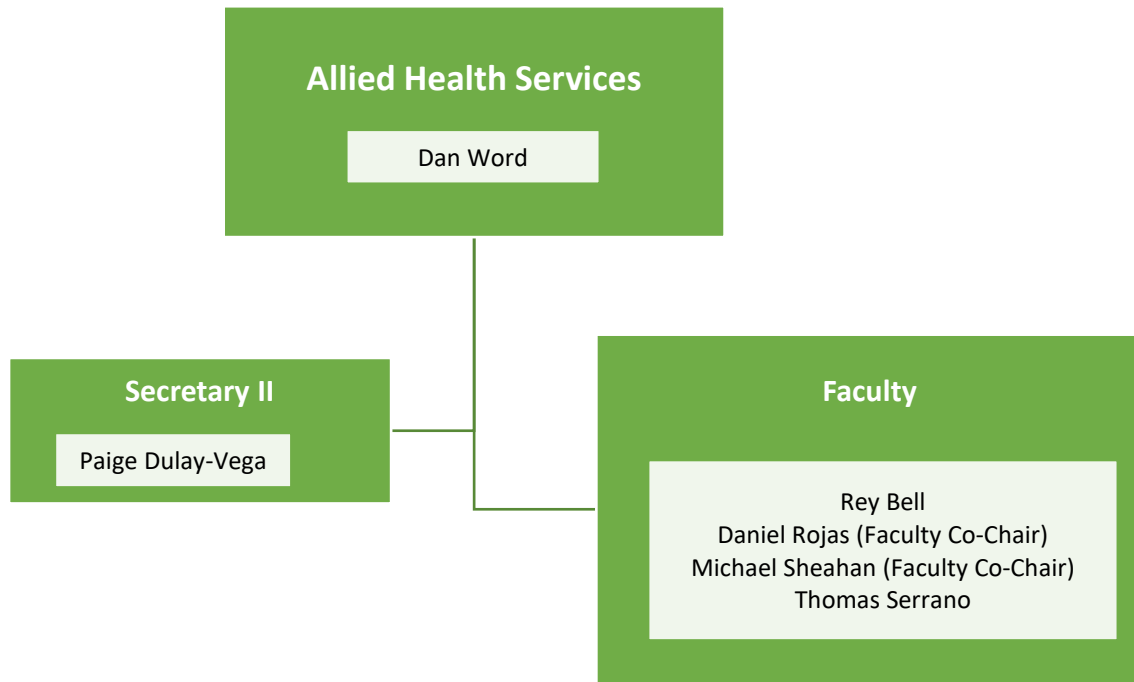 Allied Health Services
Dan Word
Secretary II
Paige Dulay-Vega
Faculty
Rey Bell
Daniel Rojas (Faculty Co-Chair)
Michael Sheahan (Faculty Co-Chair)
Thomas Serrano